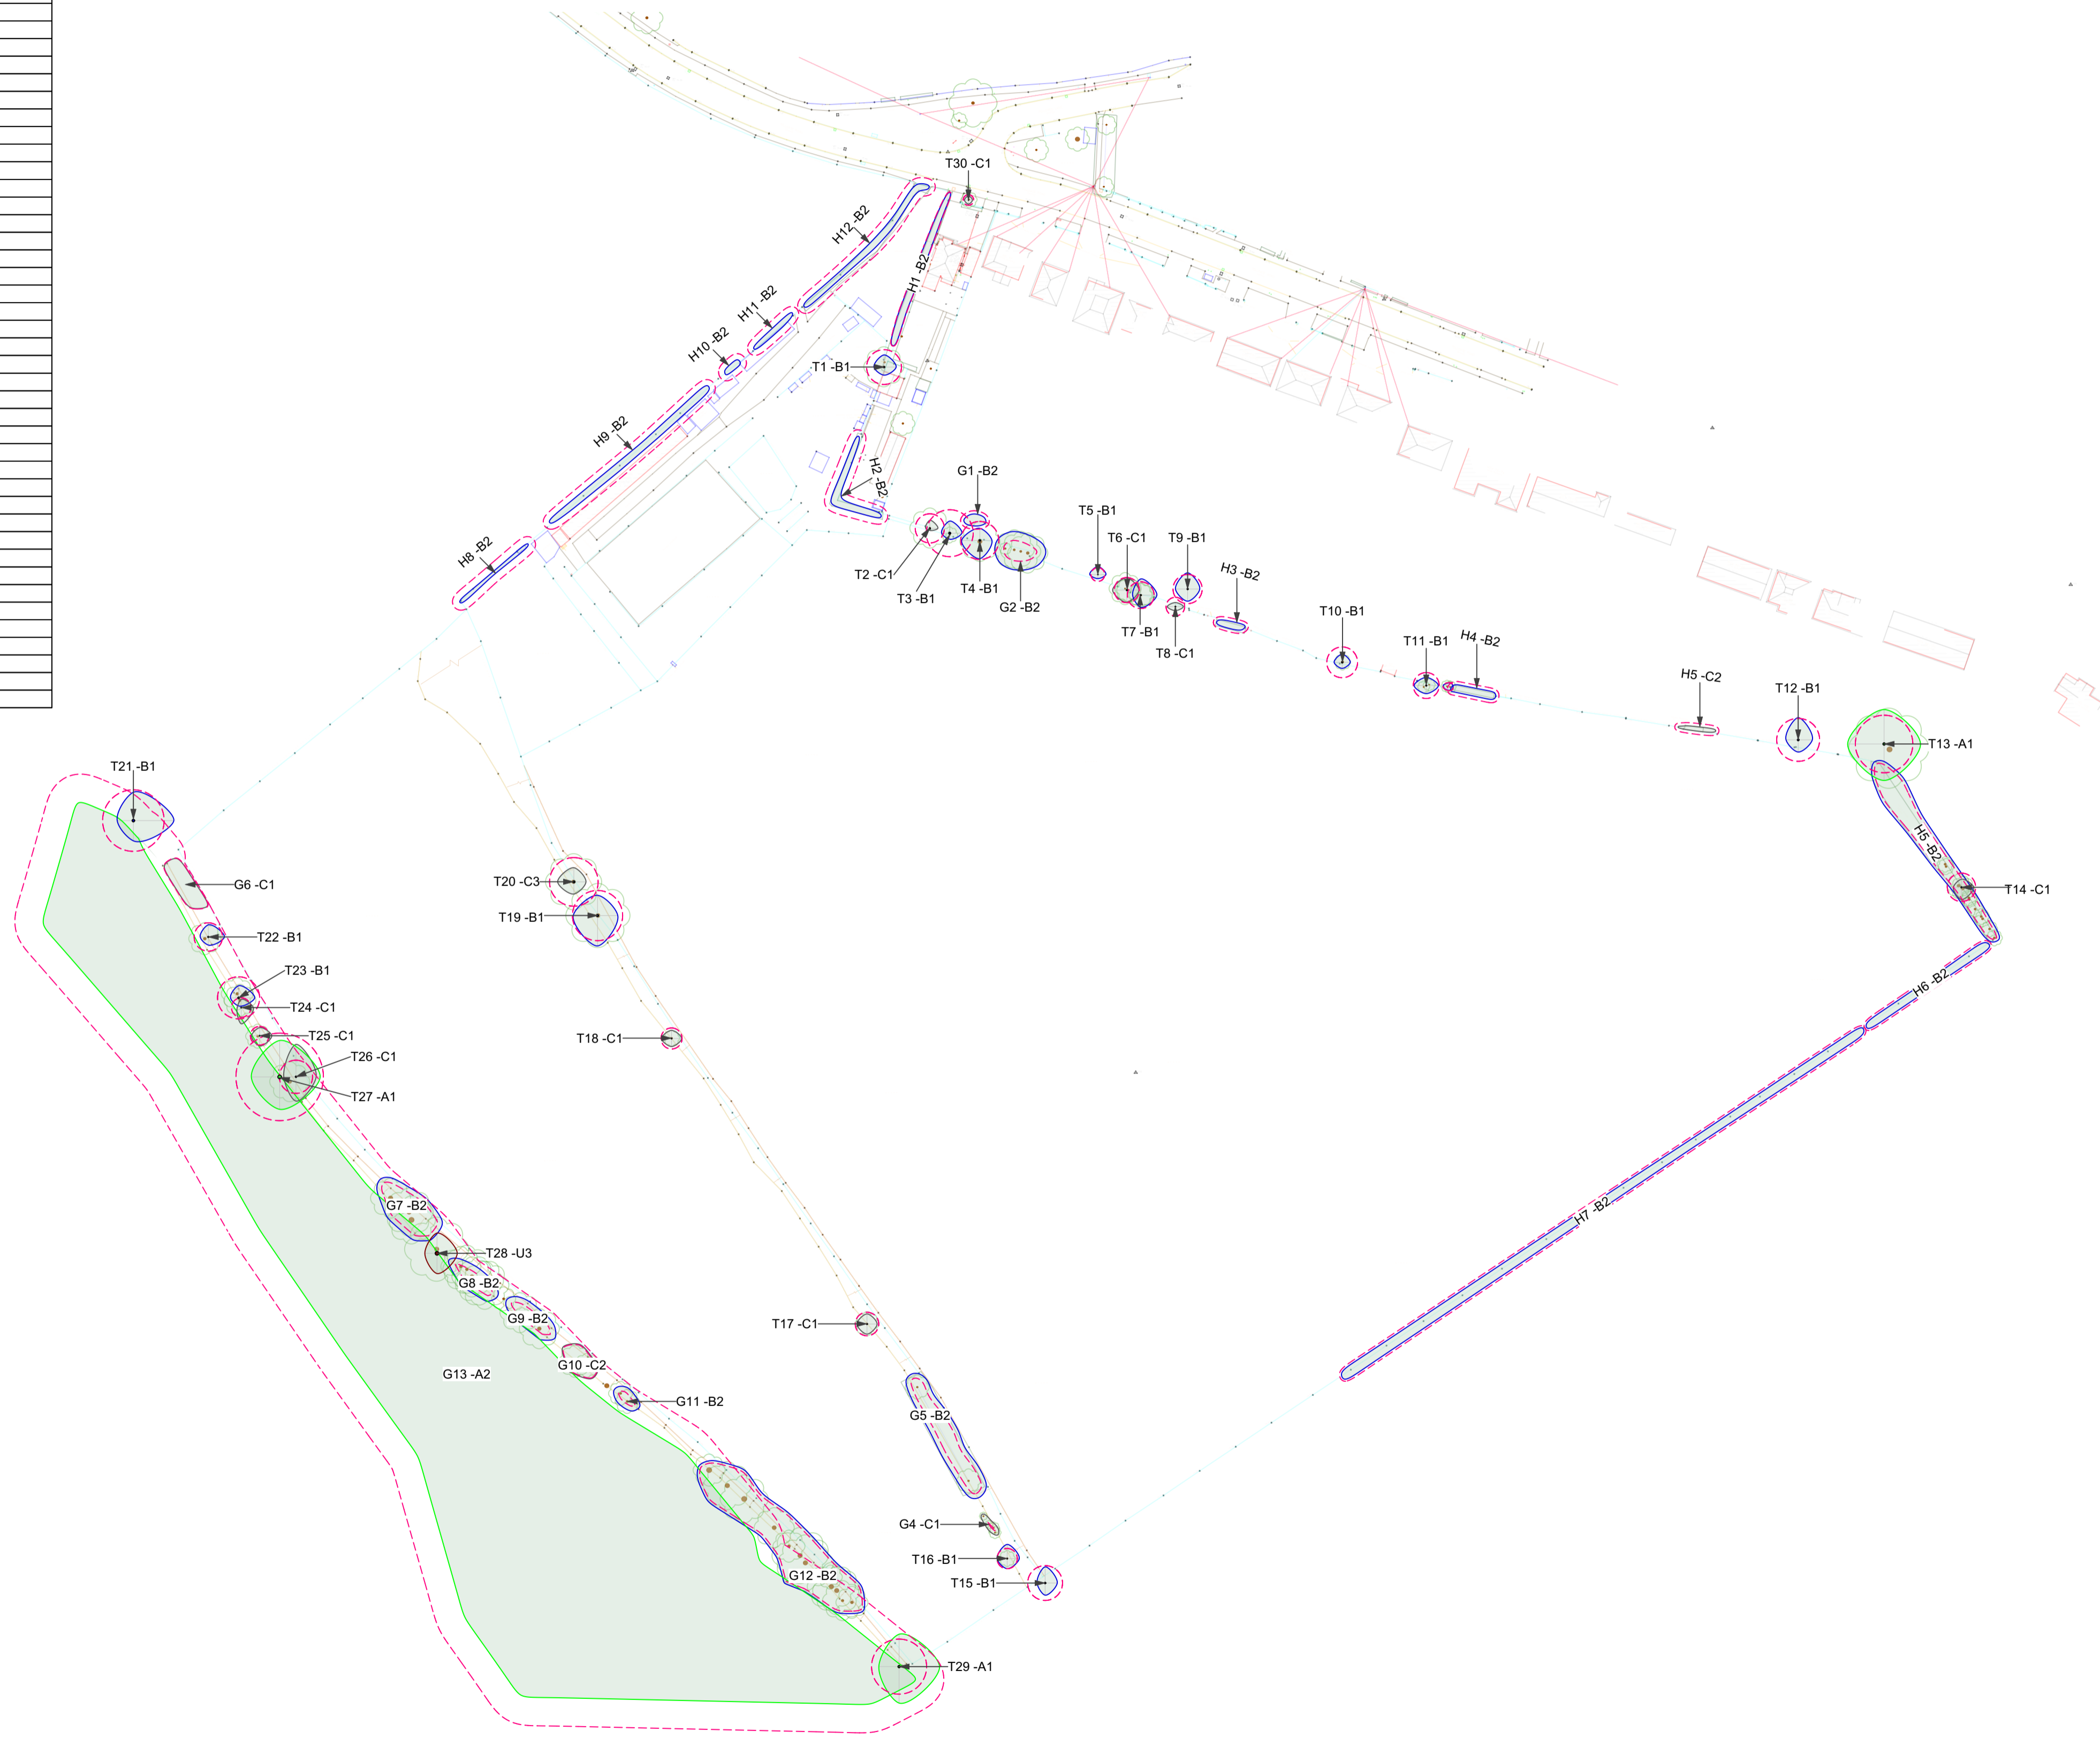 T30 -C1
H12 -B2
H1 -B2
H11 -B2
H10 -B2
T1 -B1
H9 -B2
H2 -B2
G1 -B2
T5 -B1
T6 -C1
T9 -B1
H8 -B2
T2 -C1
T3 -B1
T4 -B1
G2 -B2
H3 -B2
T7 -B1
T8 -C1
T10 -B1
T11 -B1
H4 -B2
H5 -C2
T12 -B1
T13 -A1
T21 -B1
H5 -B2
T20 -C3
G6 -C1
T14 -C1
T19 -B1
T22 -B1
T23 -B1
H6 -B2
T24 -C1
T25 -C1
T18 -C1
T26 -C1
T27 -A1
G7 -B2
H7 -B2
T28 -U3
G8 -B2
G9 -B2
T17 -C1
G10 -C2
G13 -A2
G11 -B2
G5 -B2
G4 -C1
T16 -B1
G12 -B2
T15 -B1
T29 -A1